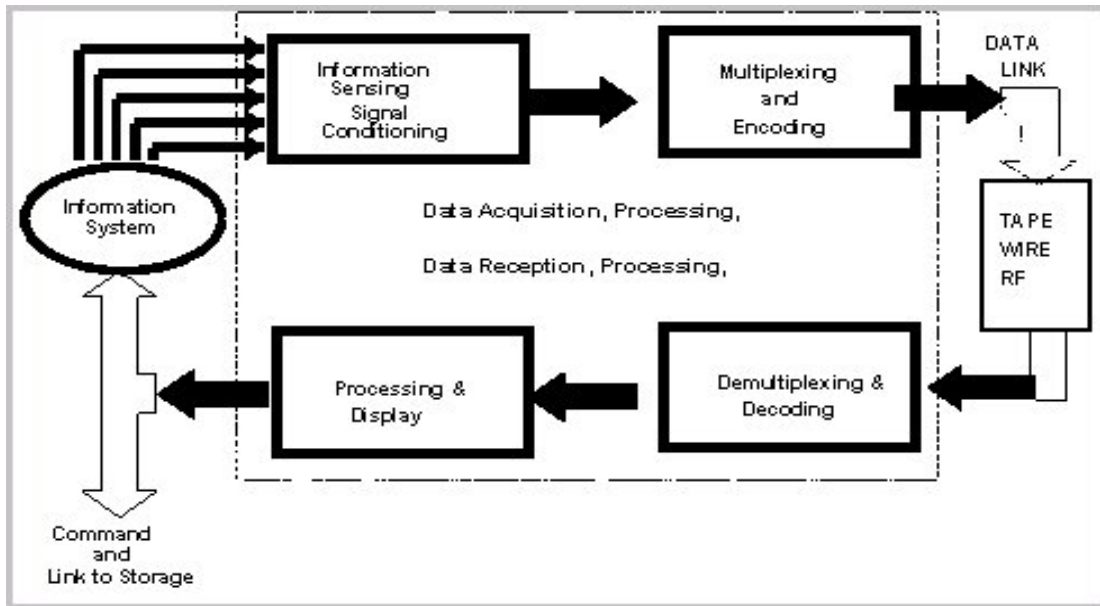 Information
Sensing
Signal
Conditioning
Multiplexing
and
Encoding
DATA
LINK
Information
System
Data Acquisition, Processing,
TAPE
WIRE
RF
Data Reception, Processing,
Processing &
Display
Demultiplexing &
Decoding
Command
and
Link to Storage